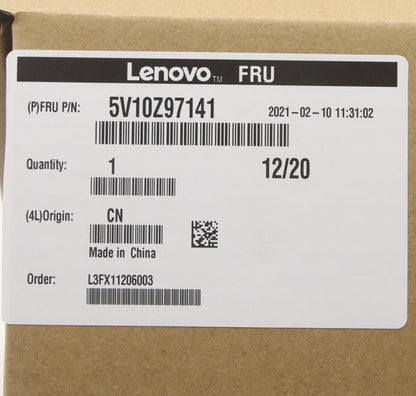 Lenovo™ FRU
(P)FRU P/N: 5V10Z97141 2021-02-10 11:31:02
Quantity: 1 12/20
(4L)Origin: CN
Made in China
Order: L3FX11206003